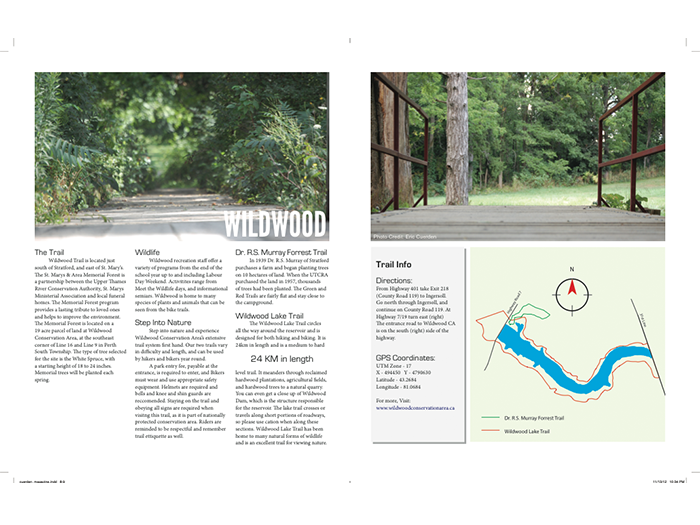 WILDWOOD
Photo Credit: Eric Cuerden
The Trail
Wildwood Trail is located just
south of Stratford, and east of St. Mary's.
The St. Marys & Area Memorial Forest is
a partnership between the Upper Thames
River Conservation Authority, St. Marys
Ministerial Association and local funeral
homes. The Memorial Forest program
provides a lasting tribute to loved ones
and helps to improve the environment.
The Memorial Forest is located on a
19 acre parcel of land at Wildwood
Conservation Area, at the southeast
corner of Line 16 and Line 9 in Perth
South Township. The type of tree selected
for the site is the White Spruce, with
a starting height of 18 to 24 inches.
Memorial trees will be planted each
spring.
Wildlife
Wildwood recreation staff offer a
variety of programs from the end of the
school year up to and including Labour
Day Weekend. Activities range from
Meet the Wildlife days, and informational
seminars. Wildwood is home to many
species of plants and animals that can be
seen from the bike trails.
Step Into Nature
Step into nature and experience
Wildwood Conservation Area's extensive
trail system first hand. Our two trails vary
in difficulty and length, and can be used
by hikers and bikers year round.
A park entry fee, payable at the
entrance, is required to enter, and Bikers
must wear and use appropriate safety
equipment. Helmets are required and
bells and knee and shin guards are
reccomended. Staying on the trail and
obeying all signs are required when
visiting this trail, as it is part of nationally
protected conservation area. Riders are
reminded to be respectful and remember
trail ettiquette as well.
Dr. R.S. Murray Forrest Trail
In 1939 Dr. R.S. Murray of Stratford
purchases a farm and began planting trees
on 18 hectares of land. When the UTCRA
purchased the land in 1957, thousands
of trees had been planted. The Green and
Red Trails are fairly flat and stay close to
the campground.
Wildwood Lake Trail
The Wildwood Lake Trail circles
all the way around the reservoir and is
designed for both hiking and biking. It is
24km in length and is a medium to hard
24 KM in length
level trail. It meanders through reclaimed
hardwood plantations, agricultural fields,
and hardwood trees to a natural quarry.
You can even get a close up of Wildwood
Dam, which is the structure responsible
for the reservoir. The lake trail crosses or
travels along short portions of roadways,
so please use cation when along these
sections. Wildwood Lake Trail has been
home to many natural forms of wildlife
and is an excellent trail for viewing nature.
Trail Info
Directions:
From Highway 401 take Exit 218
(County Road 119) to Ingersoll
Go north through Ingersoll, and
continue on County Road 119. At
Highway 7/19 turn east (right)
The entrance road to Wildwood CA
is on the south (right) side of the
highway.
GPS Coordinates:
UTM Zone - 17
X - 494450 Y - 4790630
Latitude - 43.2684
Longitude - 81.0684
For more, Visit:
www.wildwoodconservationarea.ca
N
Dr. R.S. Murray Forrest Trail
Wildwood Lake Trail